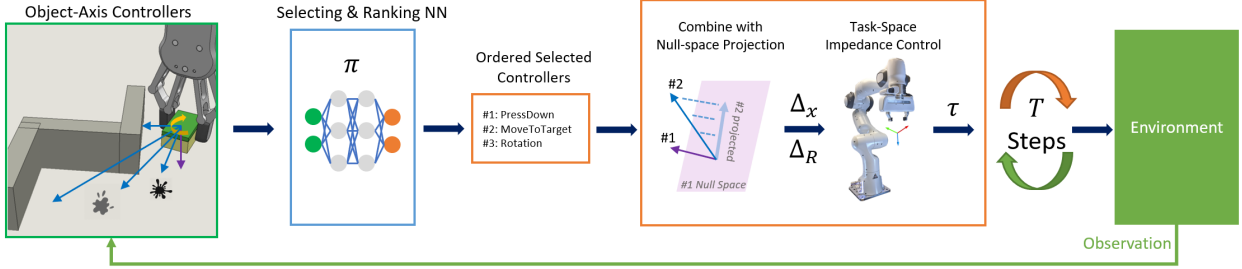 Object-Axis Controllers
Selecting & Ranking NN
π
Ordered Selected
Controllers
#1: PressDown
#2: MoveToTarget
#3: Rotation
Combine with
Null-space Projection
#2
#2 projected
#1
#1 Null Space
Δx
ΔR
Task-Space
Impedance Control
τ
T
Steps
Environment
Observation